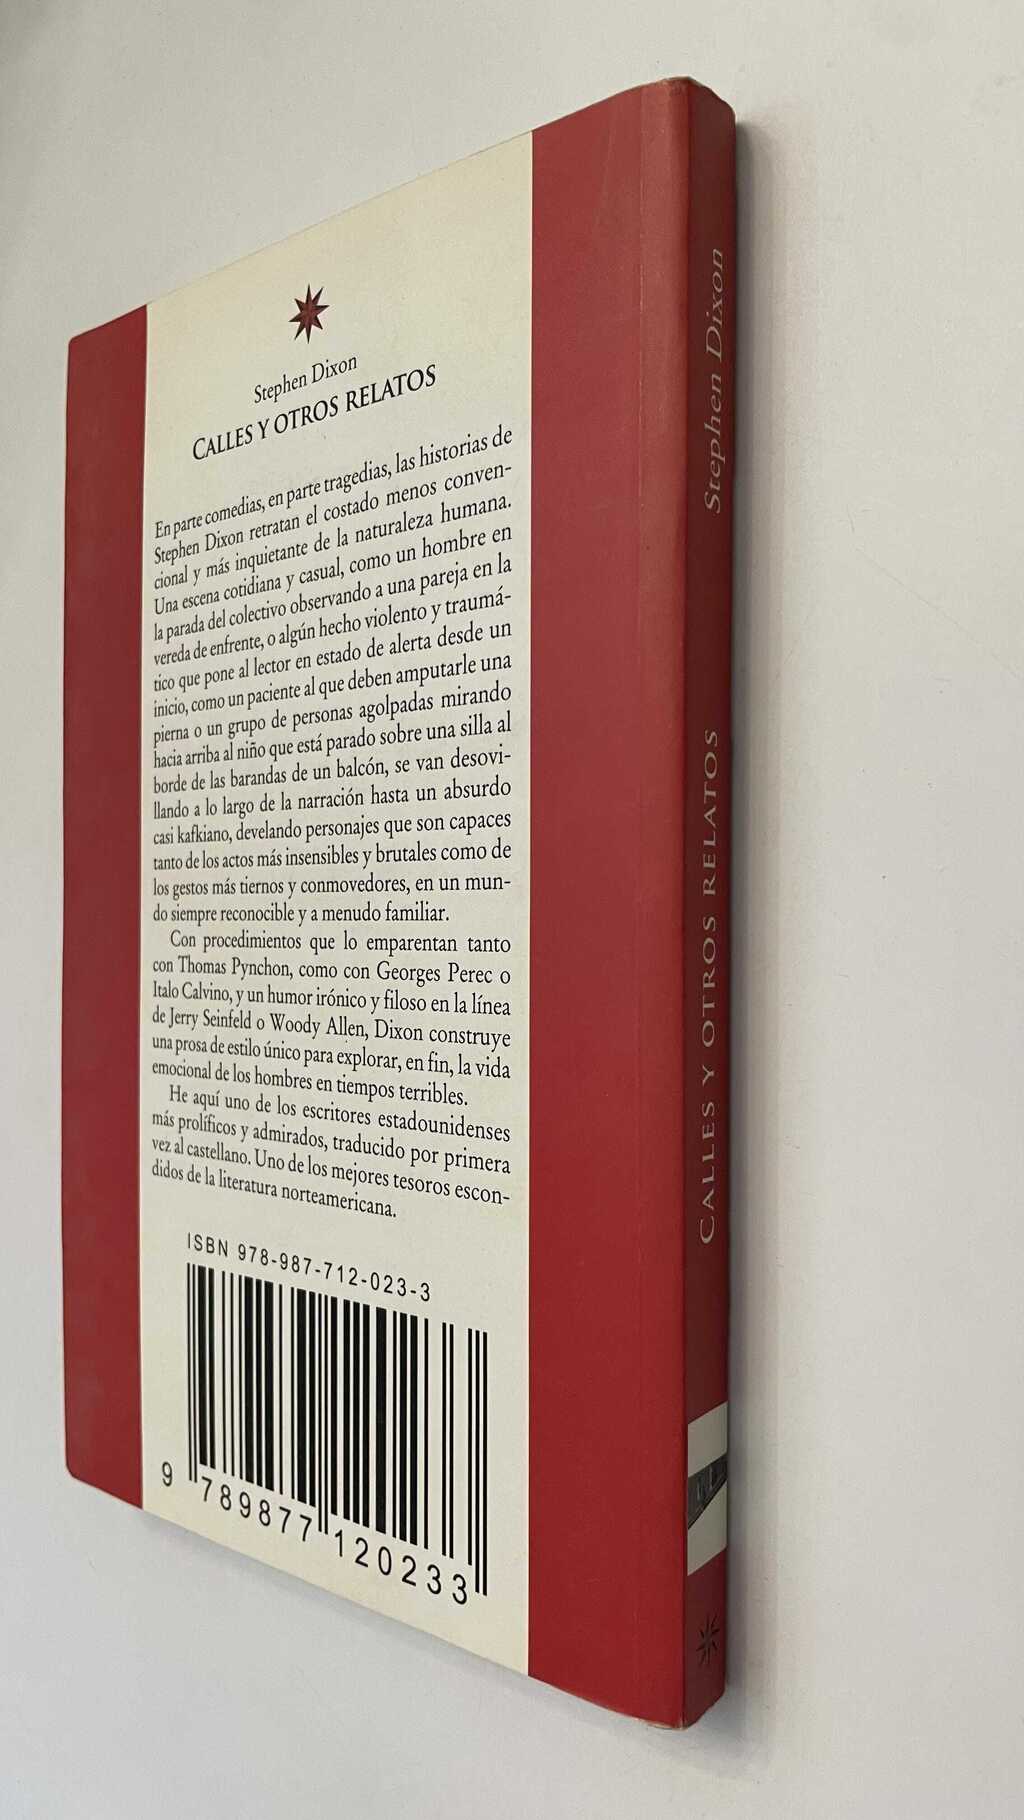 Stephen Dixon
CALLES Y OTROS RELATOS
En parte comedias, en parte tragedias, las historias de
Stephen Dixon retratan el costado menos conven-
cional y más inquietante de la naturaleza humana.
Una escena cotidiana y casual, como un hombre en
la parada del colectivo observando a una pareja en la
vereda de enfrente, o algún hecho violento y traumá-
tico que pone al lector en estado de alerta desde un
inicio, como un paciente al que deben amputarle una
pierna o un grupo de personas agolpadas mirando
hacia arriba al niño que está parado sobre una silla al
borde de las barandas de un balcón, se van desovi-
llando a lo largo de la narración hasta un absurdo
casi kafkiano, develando personajes que son capaces
tanto de los actos más insensibles y brutales como de
los gestos más tiernos y conmovedores, en un mun-
do siempre reconocible y a menudo familiar.
Con procedimientos que lo emparentan tanto
con Thomas Pynchon, como con Georges Perec o
Italo Calvino, y un humor irónico y filoso en la línea
de Jerry Seinfeld o Woody Allen, Dixon construye
una prosa de estilo único para explorar, en fin, la vida
emocional de los hombres en tiempos terribles.
He aquí uno de los escritores estadounidenses
más prolíficos y admirados, traducido por primera
vez al castellano. Uno de los mejores tesoros escon-
didos de la literatura norteamericana.
ISBN 978-987-712-023-3
9 789877 120233
Stephen Dixon
CALLES Y OTROS RELATOS